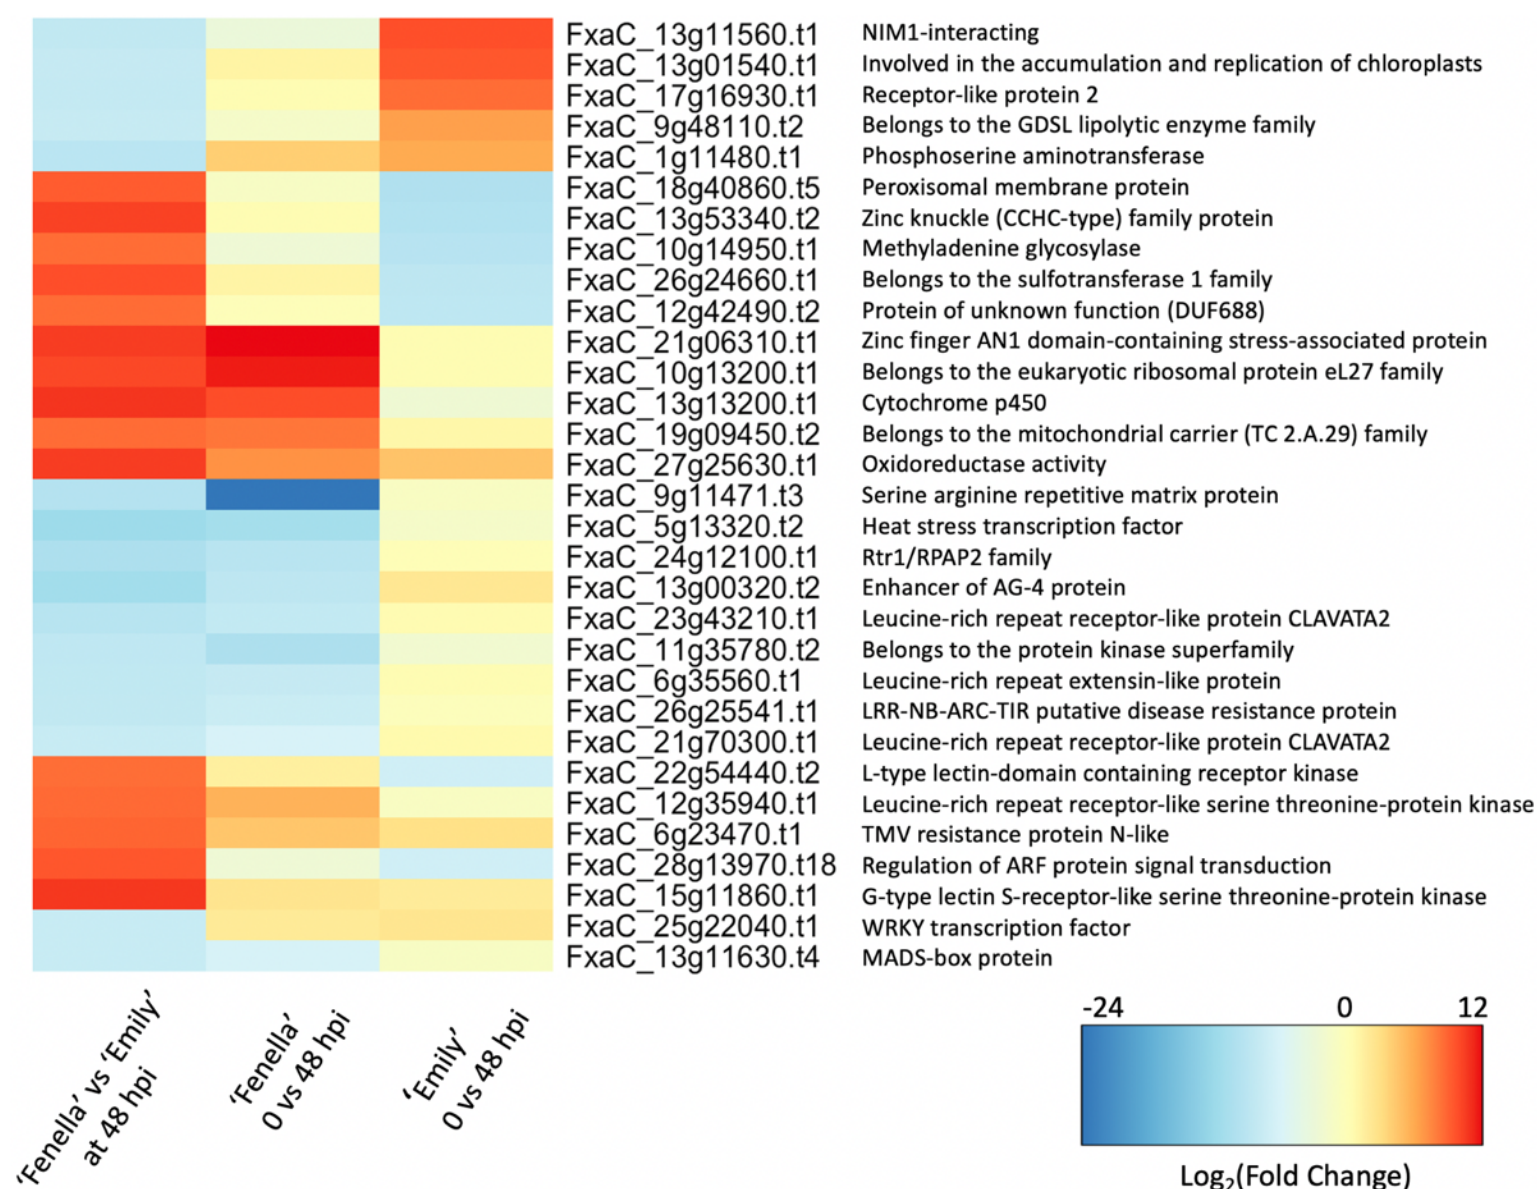 FxaC_13g11560.t1 NIM1-interacting
FxaC_13g01540.t1 Involved in the accumulation and replication of chloroplasts
FxaC_17g16930.t1 Receptor-like protein 2
FxaC_9g48110.t2 Belongs to the GDSL lipolytic enzyme family
FxaC_1g11480.t1 Phosphoserine aminotransferase
FxaC_18g40860.t5 Peroxisomal membrane protein
FxaC_13g53340.t2 Zinc knuckle (CCHC-type) family protein
FxaC_10g14950.t1 Methyladenine glycosylase
FxaC_26g24660.t1 Belongs to the sulfotransferase 1 family
FxaC_12g42490.t2 Protein of unknown function (DUF688)
FxaC_21g06310.t1 Zinc finger AN1 domain-containing stress-associated protein
FxaC_10g13200.t1 Belongs to the eukaryotic ribosomal protein eL27 family
FxaC_13g13200.t1 Cytochrome p450
FxaC_19g09450.t2 Belongs to the mitochondrial carrier (TC 2.A.29) family
FxaC_27g25630.t1 Oxidoreductase activity
FxaC_9g11471.t3 Serine arginine repetitive matrix protein
FxaC_5g13320.t2 Heat stress transcription factor
FxaC_24g12100.t1 Rtr1/RPAP2 family
FxaC_13g00320.t2 Enhancer of AG-4 protein
FxaC_23g43210.t1 Leucine-rich repeat receptor-like protein CLAVATA2
FxaC_11g35780.t2 Belongs to the protein kinase superfamily
FxaC_6g35560.t1 Leucine-rich repeat extensin-like protein
FxaC_26g25541.t1 LRR-NB-ARC-TIR putative disease resistance protein
FxaC_21g70300.t1 Leucine-rich repeat receptor-like protein CLAVATA2
FxaC_22g54440.t2 L-type lectin-domain containing receptor kinase
FxaC_12g35940.t1 Leucine-rich repeat receptor-like serine threonine-protein kinase
FxaC_6g23470.t1 TMV resistance protein N-like
FxaC_28g13970.t18 Regulation of ARF protein signal transduction
FxaC_15g11860.t1 G-type lectin S-receptor-like serine threonine-protein kinase
FxaC_25g22040.t1 WRKY transcription factor
FxaC_13g11630.t4 MADS-box protein
‘Fenella’ vs ‘Emily’
at 48 hpi
‘Fenella’
0 vs 48 hpi
‘Emily’
0 vs 48 hpi
-24 0 12
Log₂(Fold Change)